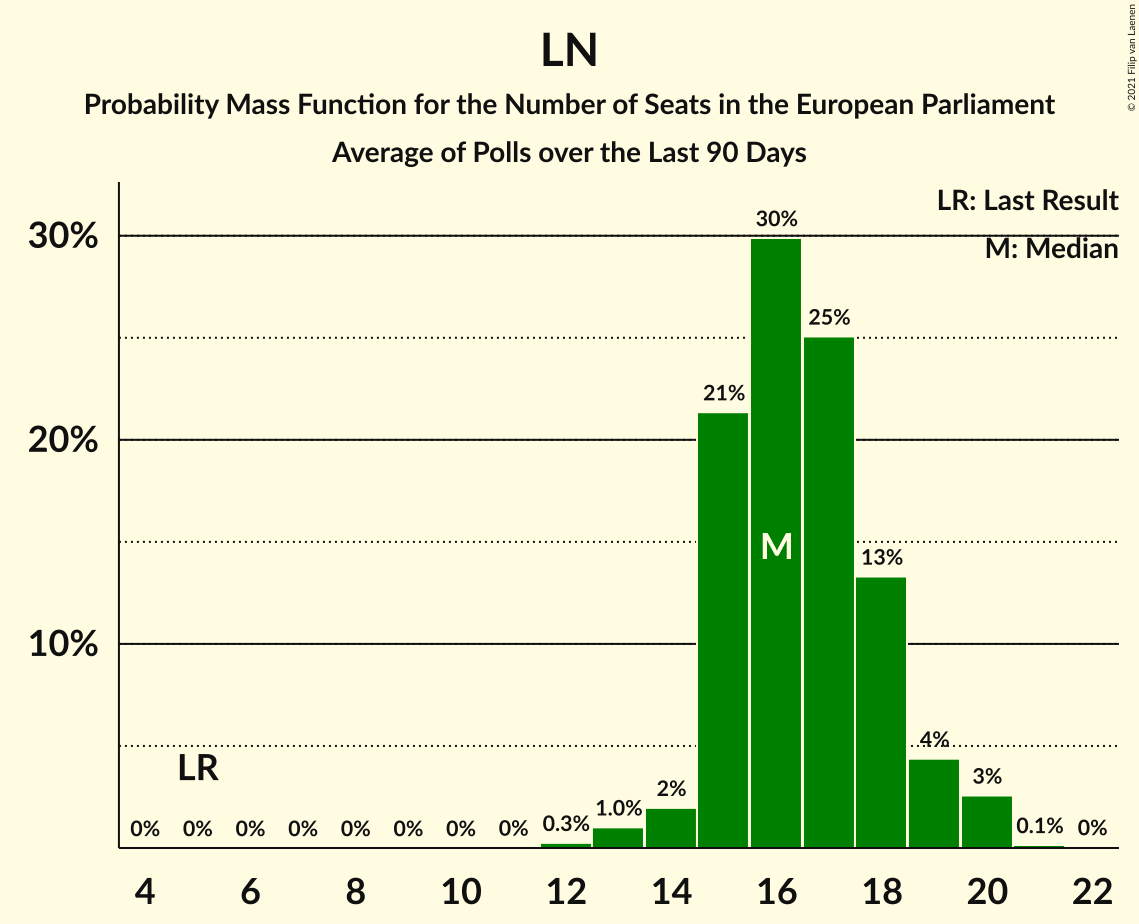 LN
Probability Mass Function for the Number of Seats in the European Parliament
Average of Polls over the Last 90 Days
© 2021 Filip van Laenen
LR: Last Result
M: Median
30%
20%
10%
30%
25%
21%
M
13%
LR
4%
3%
2%
0% 0% 0% 0% 0% 0% 0% 0% 0.3% 1.0% 0.1% 0%
4 6 8 10 12 14 16 18 20 22